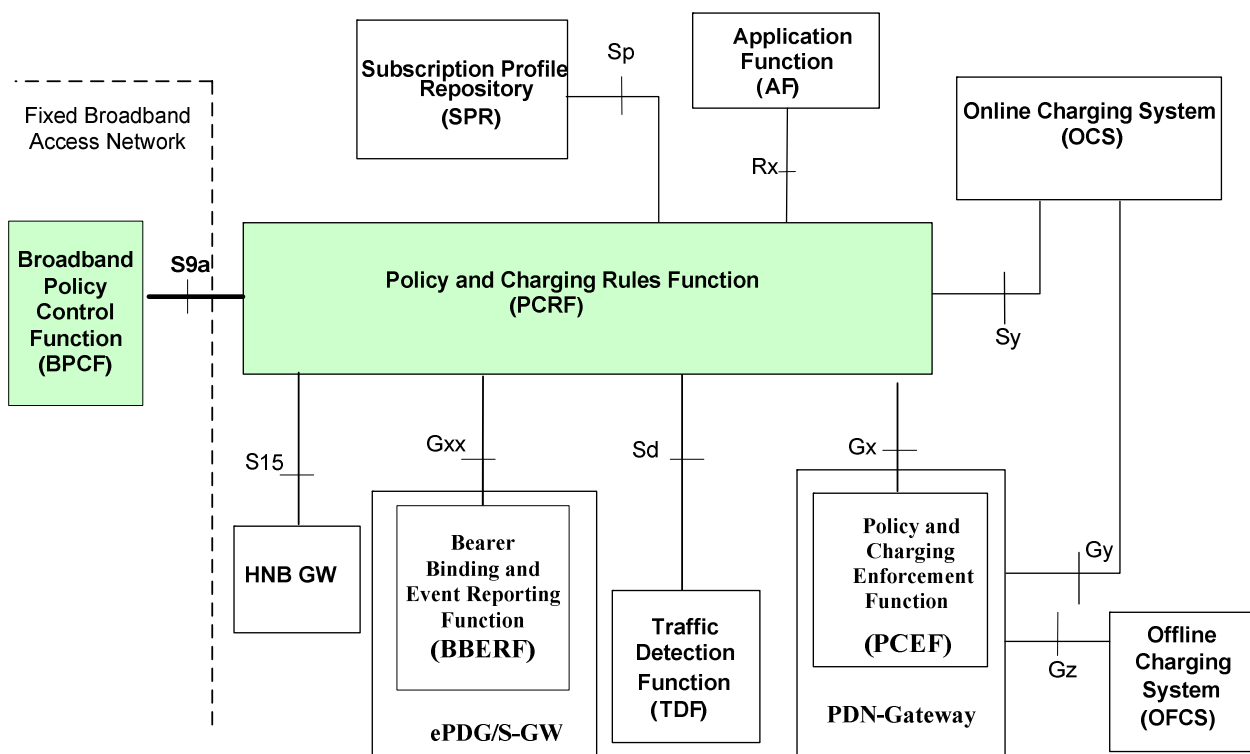 Sp
Application
Function
(AF)
Subscription Profile
Repository
(SPR)
Fixed Broadband
Access Network
Online Charging System
(OCS)
Rx
Broadband
Policy
Control
Function
(BPCF)
S9a
Policy and Charging Rules Function
(PCRF)
Sy
S15
Gxx
Sd
Gx
HNB GW
Bearer
Binding and
Event Reporting
Function
(BBERF)
ePDG/S-GW
Traffic
Detection
Function
(TDF)
Policy and
Charging
Enforcement
Function
(PCEF)
PDN-Gateway
Gy
Gz
Offline
Charging
System
(OFCS)